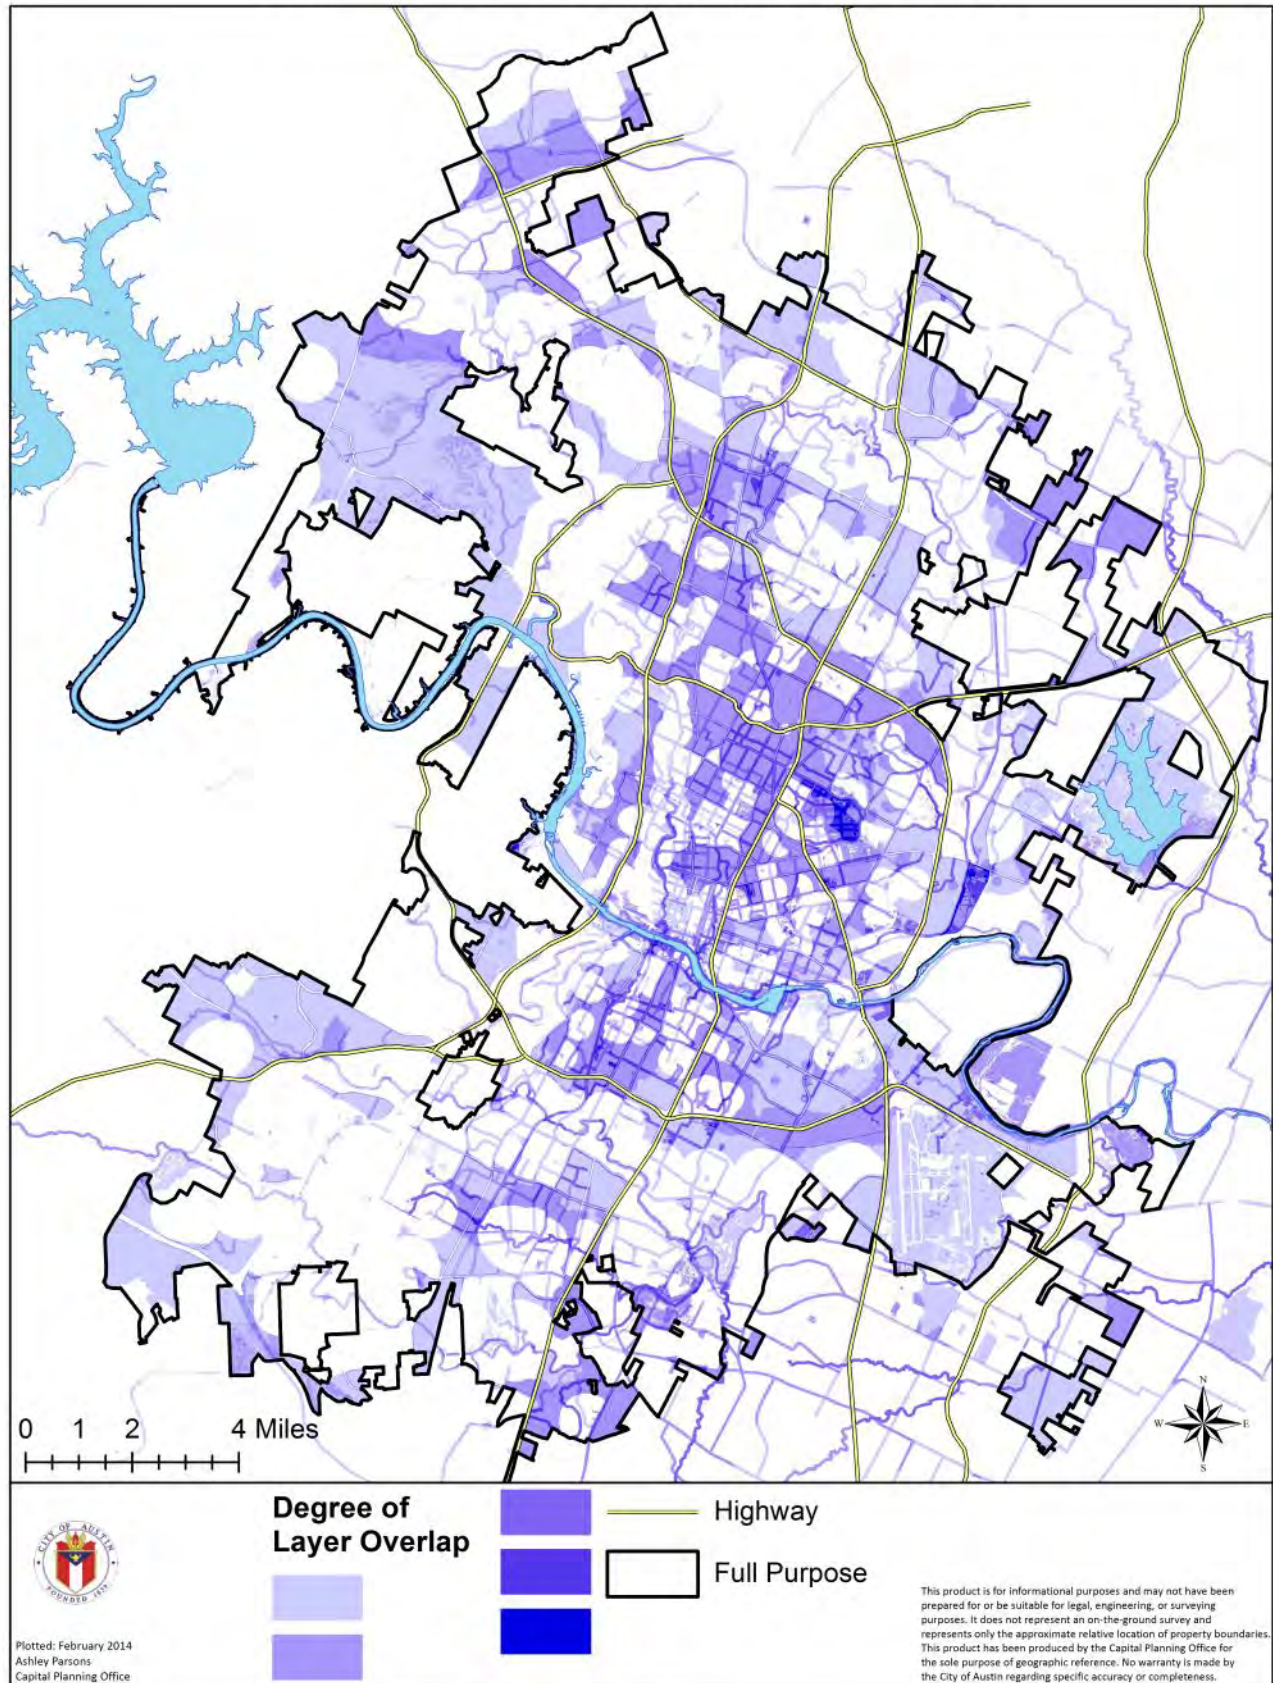 N
W
E
S
0 1 2 4 Miles
Degree of
Layer Overlap
Highway
Full Purpose
CITY OF AUSTIN
FOUNDED 1839
Plotted: February 2014
Ashley Parsons
Capital Planning Office
This product is for informational purposes and may not have been
prepared for or be suitable for legal, engineering, or surveying
purposes. It does not represent an on-the-ground survey and
represents only the approximate relative location of property boundaries.
This product has been produced by the Capital Planning Office for
the sole purpose of geographic reference. No warranty is made by
the City of Austin regarding specific accuracy or completeness.